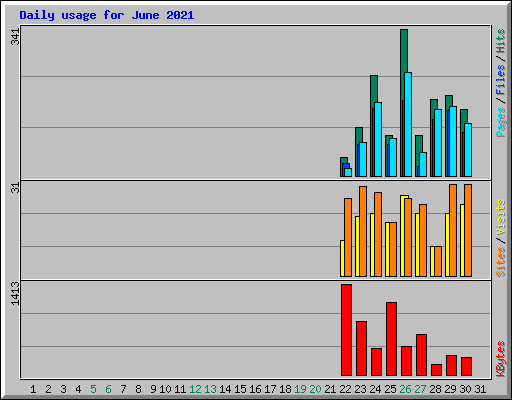 Daily usage for June 2021
341
Pages / Files / Hits
31
Sites / Visits
1413
KBytes
1 2 3 4 5 6 7 8 9 10 11 12 13 14 15 16 17 18 19 20 21 22 23 24 25 26 27 28 29 30 31